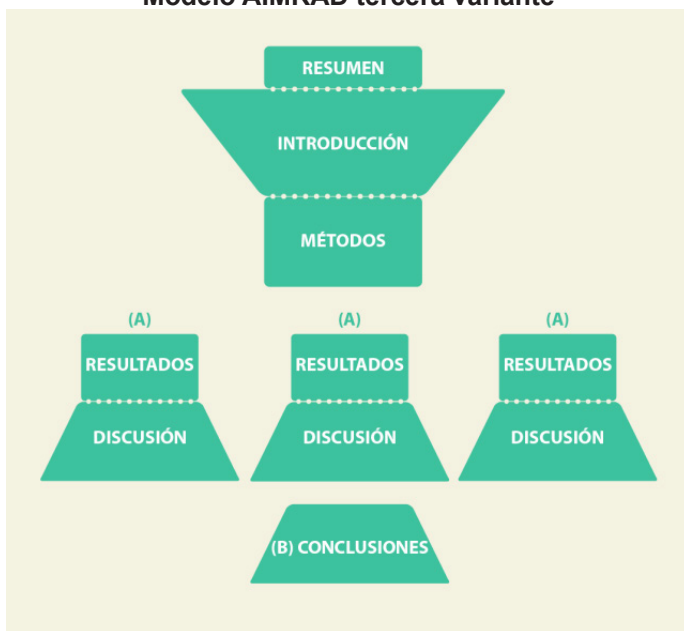 Modelo AIMRAD tercera variante
RESUMEN
INTRODUCCIÓN
MÉTODOS
(A) (A) (A)
RESULTADOS RESULTADOS RESULTADOS
DISCUSIÓN DISCUSIÓN DISCUSIÓN
(B) CONCLUSIONES